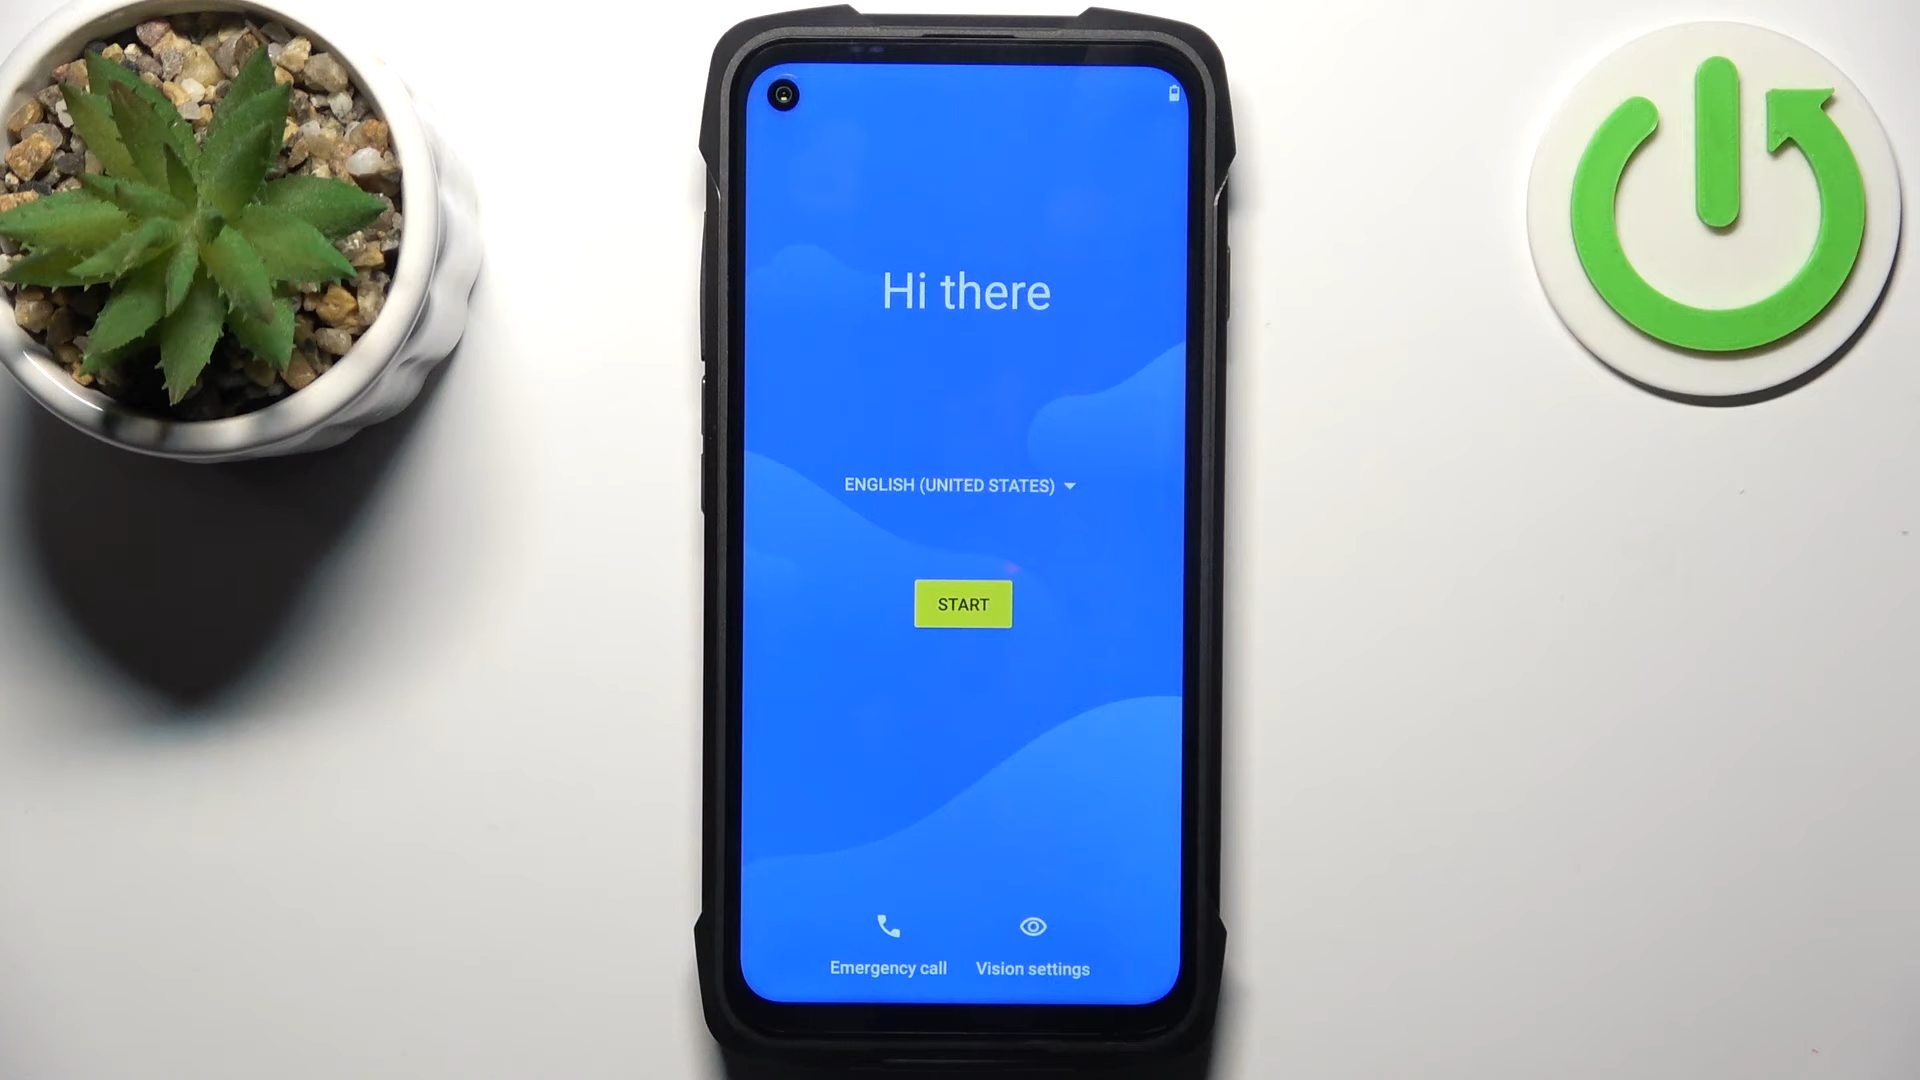 Hi there
ENGLISH (UNITED STATES)
START
Emergency call
Vision settings